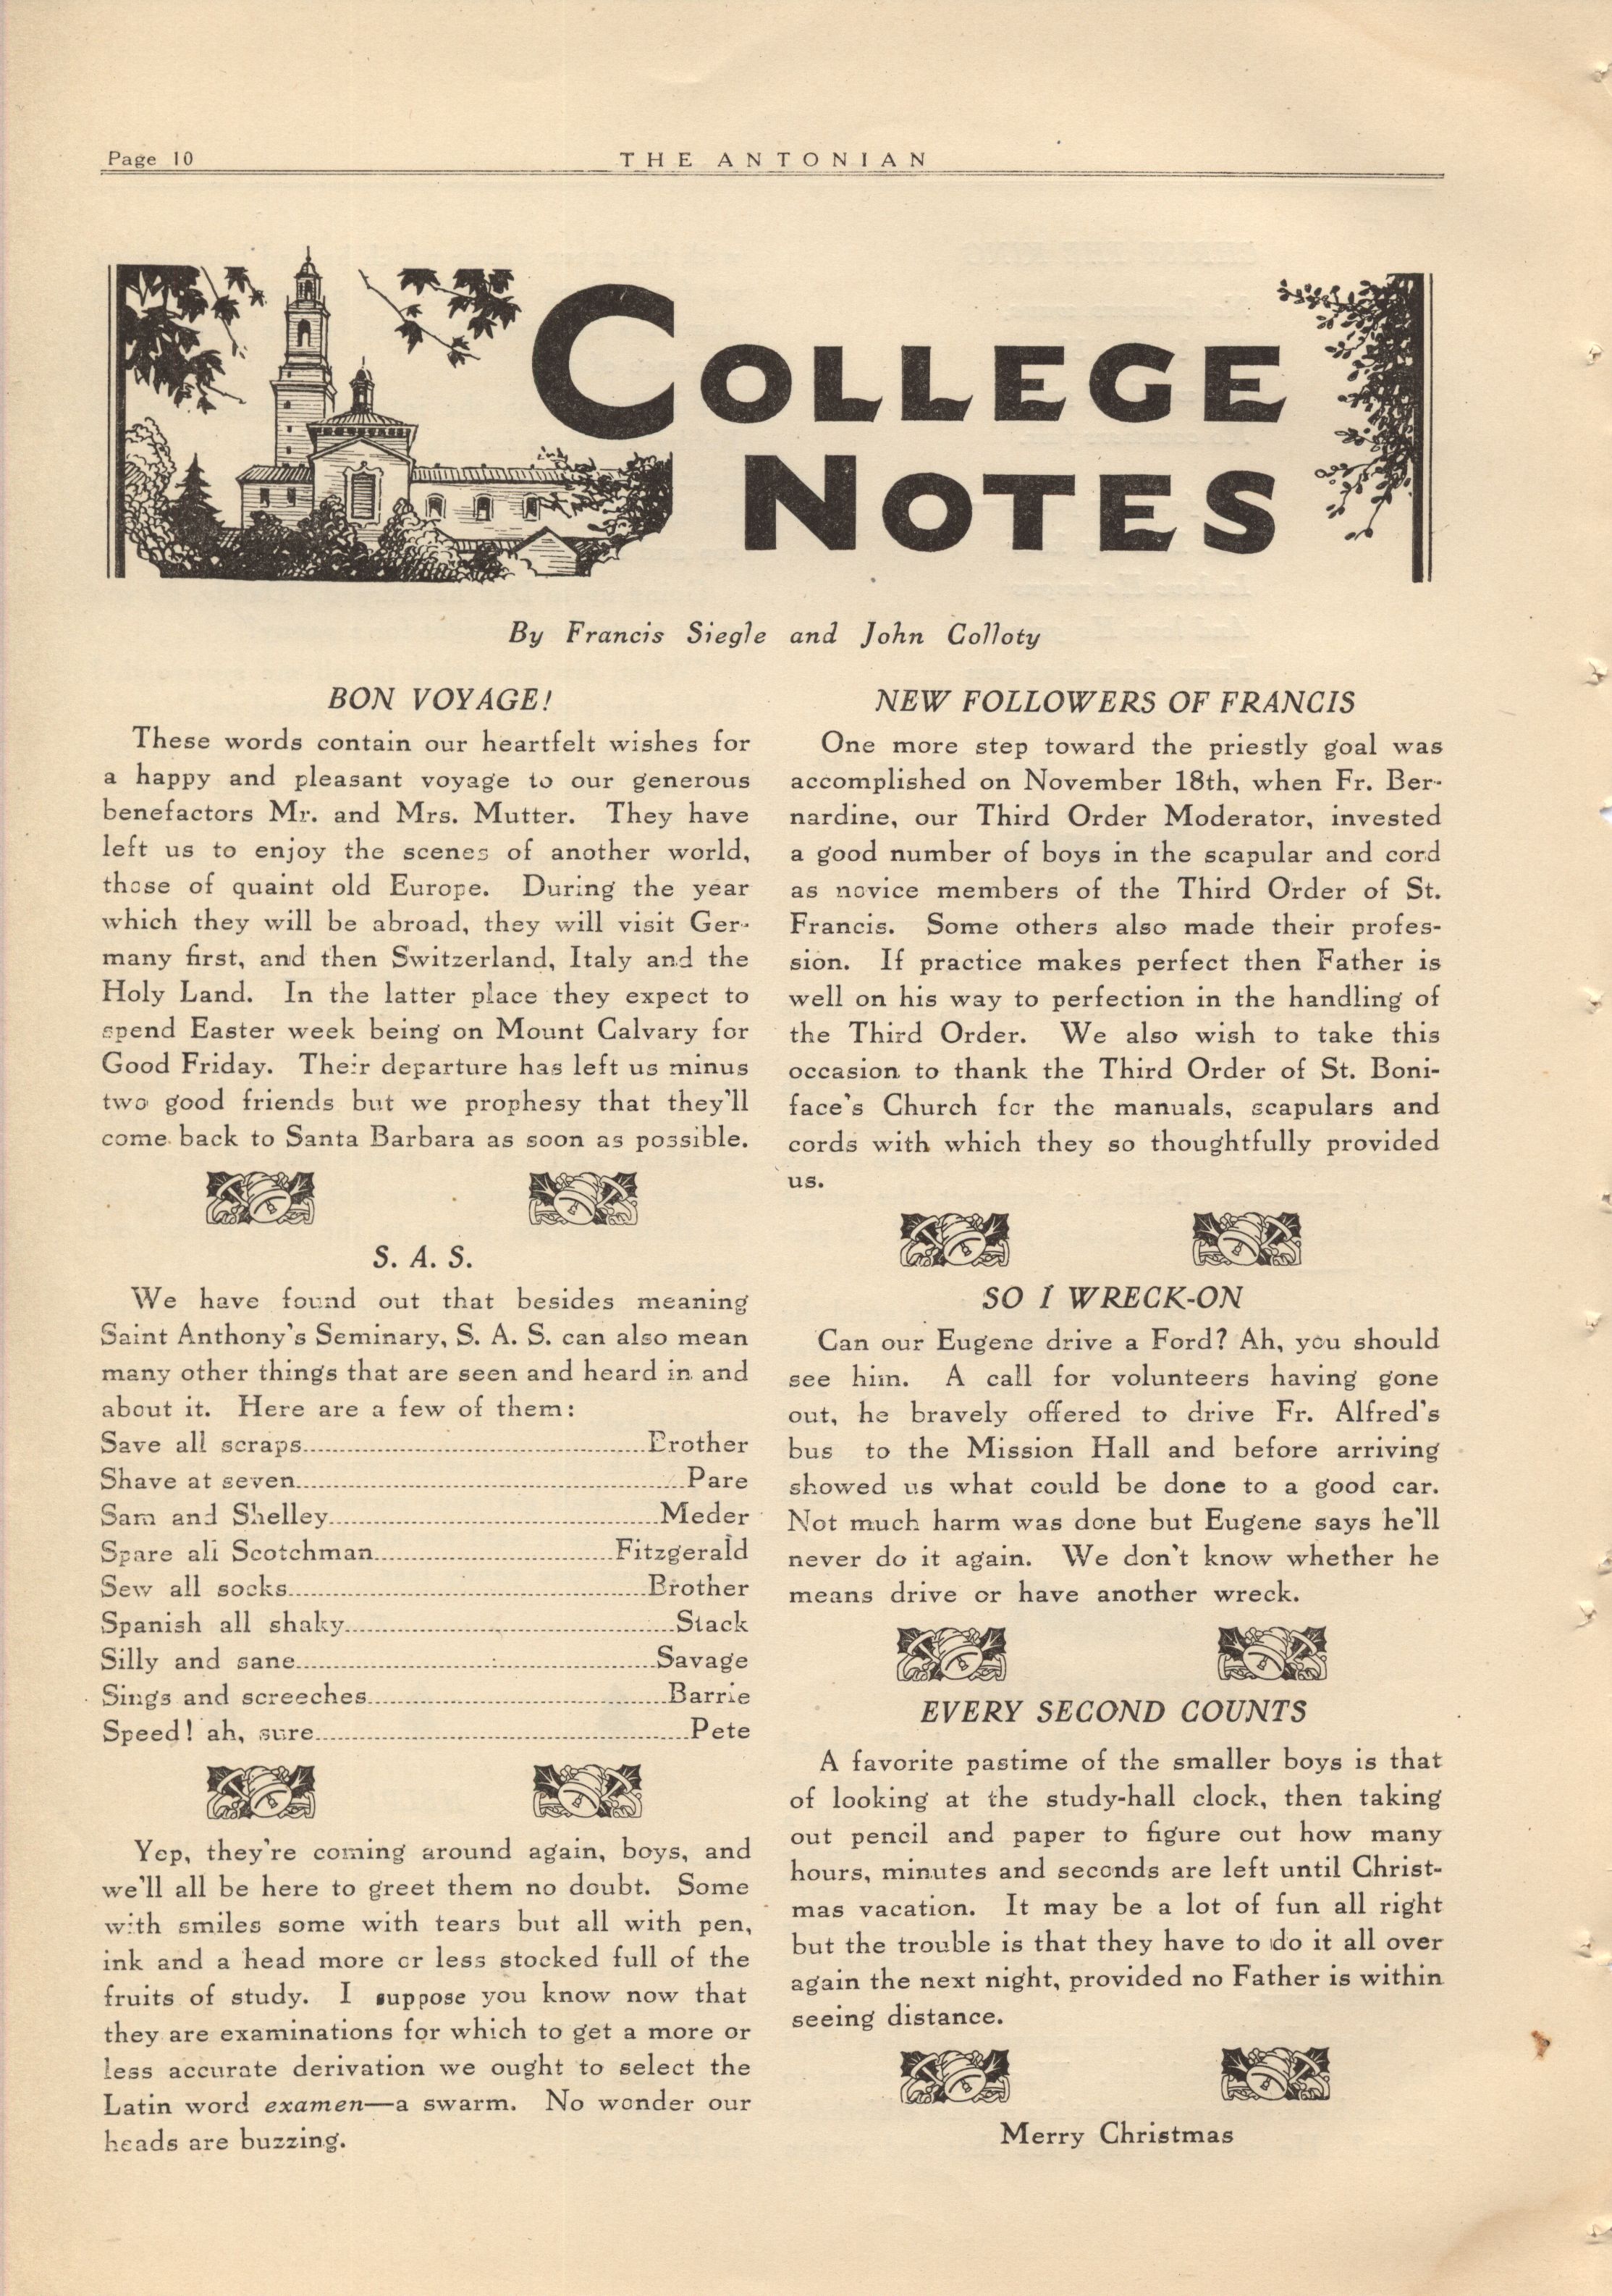 Page 10
THE ANTONIAN
COLLEGE
NOTES
By Francis Siegle and John Colloty
BON VOYAGE!
These words contain our heartfelt wishes for
a happy and pleasant voyage to our generous
benefactors Mr. and Mrs. Mutter. They have
left us to enjoy the scenes of another world,
those of quaint old Europe. During the year
which they will be abroad, they will visit Ger-
many first, and then Switzerland, Italy and the
Holy Land. In the latter place they expect to
spend Easter week being on Mount Calvary for
Good Friday. Their departure has left us minus
two good friends but we prophesy that they'll
come back to Santa Barbara as soon as possible.
S. A. S.
We have found out that besides meaning
Saint Anthony's Seminary, S. A. S. can also mean
many other things that are seen and heard in and
about it. Here are a few of them:
Save all scraps Brother
Shave at seven Pare
Sam and Shelley Meder
Spare all Scotchman Fitzgerald
Sew all socks Brother
Spanish all shaky Stack
Silly and sane Savage
Sings and screeches Barrie
Speed! ah, sure Pete
Yep, they're coming around again, boys, and
we'll all be here to greet them no doubt. Some
with smiles some with tears but all with pen,
ink and a head more or less stocked full of the
fruits of study. I suppose you know now that
they are examinations for which to get a more or
less accurate derivation we ought to select the
Latin word examen—a swarm. No wonder our
heads are buzzing.
NEW FOLLOWERS OF FRANCIS
One more step toward the priestly goal was
accomplished on November 18th, when Fr. Ber-
nardine, our Third Order Moderator, invested
a good number of boys in the scapular and cord
as novice members of the Third Order of St.
Francis. Some others also made their profes-
sion. If practice makes perfect then Father is
well on his way to perfection in the handling of
the Third Order. We also wish to take this
occasion to thank the Third Order of St. Boni-
face's Church for the manuals, scapulars and
cords with which they so thoughtfully provided
us.
SO I WRECK-ON
Can our Eugene drive a Ford? Ah, you should
see him. A call for volunteers having gone
out, he bravely offered to drive Fr. Alfred's
bus to the Mission Hall and before arriving
showed us what could be done to a good car.
Not much harm was done but Eugene says he'll
never do it again. We don't know whether he
means drive or have another wreck.
EVERY SECOND COUNTS
A favorite pastime of the smaller boys is that
of looking at the study-hall clock, then taking
out pencil and paper to figure out how many
hours, minutes and seconds are left until Christ-
mas vacation. It may be a lot of fun all right
but the trouble is that they have to do it all over
again the next night, provided no Father is within
seeing distance.
Merry Christmas